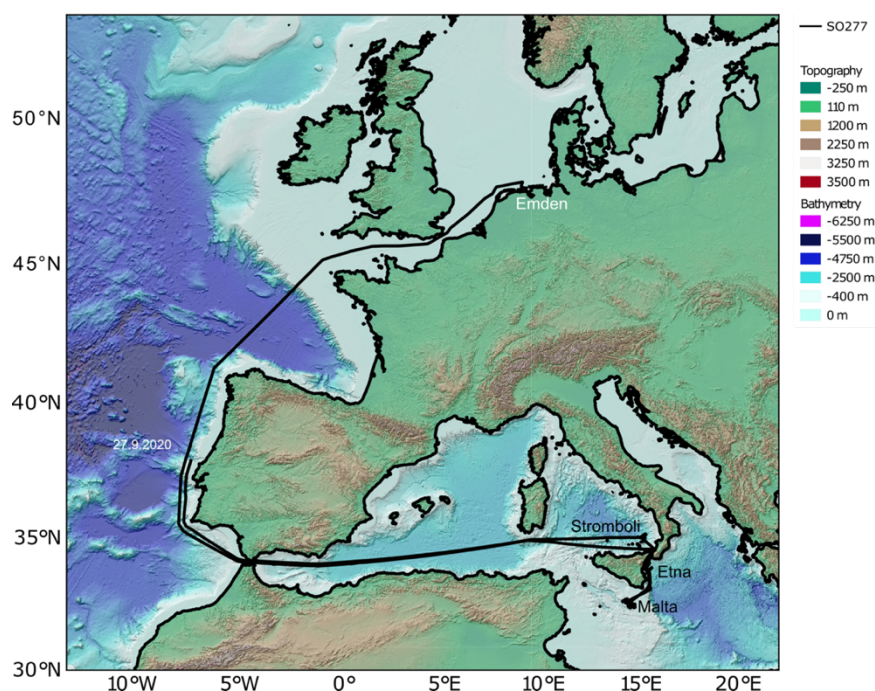 SO277
Topography
-250 m
110 m
1200 m
2250 m
3250 m
3500 m
Bathymetry
-6250 m
-5500 m
-4750 m
-2500 m
-400 m
0 m
50°N
45°N
40°N
35°N
30°N
Emden
27.9.2020
Stromboli
Etna
Malta
10°W
5°W
0°
5°E
10°E
15°E
20°E